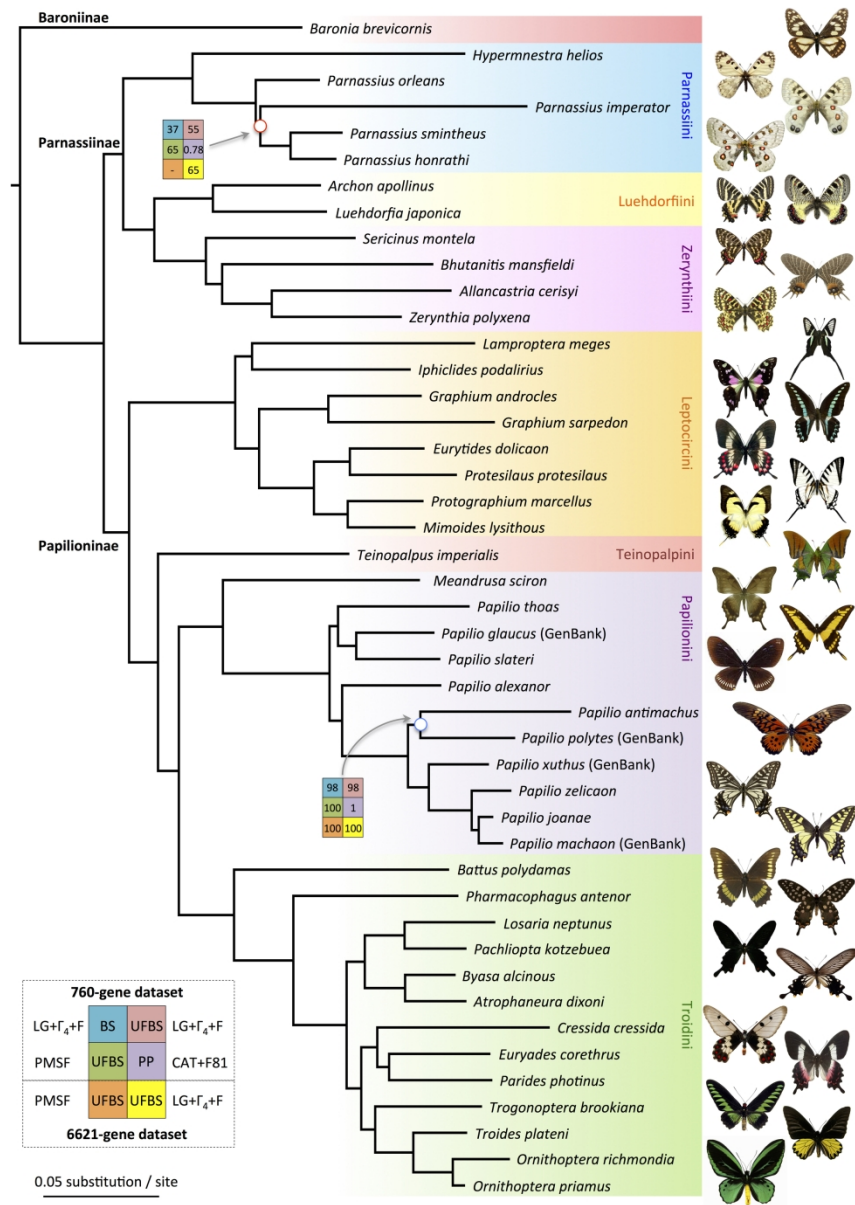 Baroniinae
Baronia brevicornis
Hypermnestra helios
Parnassius orleans
Parnassius imperator
37 55
65 0.78
- 65
Parnassiinae
Parnassius smintheus
Parnassius honrathi
Parnassiini
Archon apollinus
Luehdorfia japonica
Luehdorfiini
Sericinus montela
Bhutanitis mansfieldi
Allancastria cerisyi
Zerynthia polyxena
Zerynthiini
Lamproptera meges
Iphiclides podalirius
Graphium androcles
Graphium sarpedon
Eurytides dolicaon
Protesilaus protesilaus
Protographium marcellus
Mimoides lysithous
Leptocircini
Papilioninae
Teinopalpus imperialis
Teinopalpini
Meandrusa sciron
Papilio thoas
Papilio glaucus (GenBank)
Papilio slateri
Papilio alexanor
Papilio antimachus
Papilio polytes (GenBank)
Papilio xuthus (GenBank)
Papilio zelicaon
Papilio joanae
Papilio machaon (GenBank)
Papilionini
98 98
100 1
100 100
Battus polydamas
Pharmacophagus antenor
Losaria neptunus
Pachliopta kotzebuea
Byasa alcinous
Atrophaneura dixoni
Cressida cressida
Euryades corethrus
Parides photinus
Trogonoptera brookiana
Troides plateni
Ornithoptera richmondia
Ornithoptera priamus
Troidini
760-gene dataset
LG+Γ4+F BS UFBS LG+Γ4+F
PMSF UFBS PP CAT+F81
PMSF UFBS UFBS LG+Γ4+F
6621-gene dataset
0.05 substitution / site